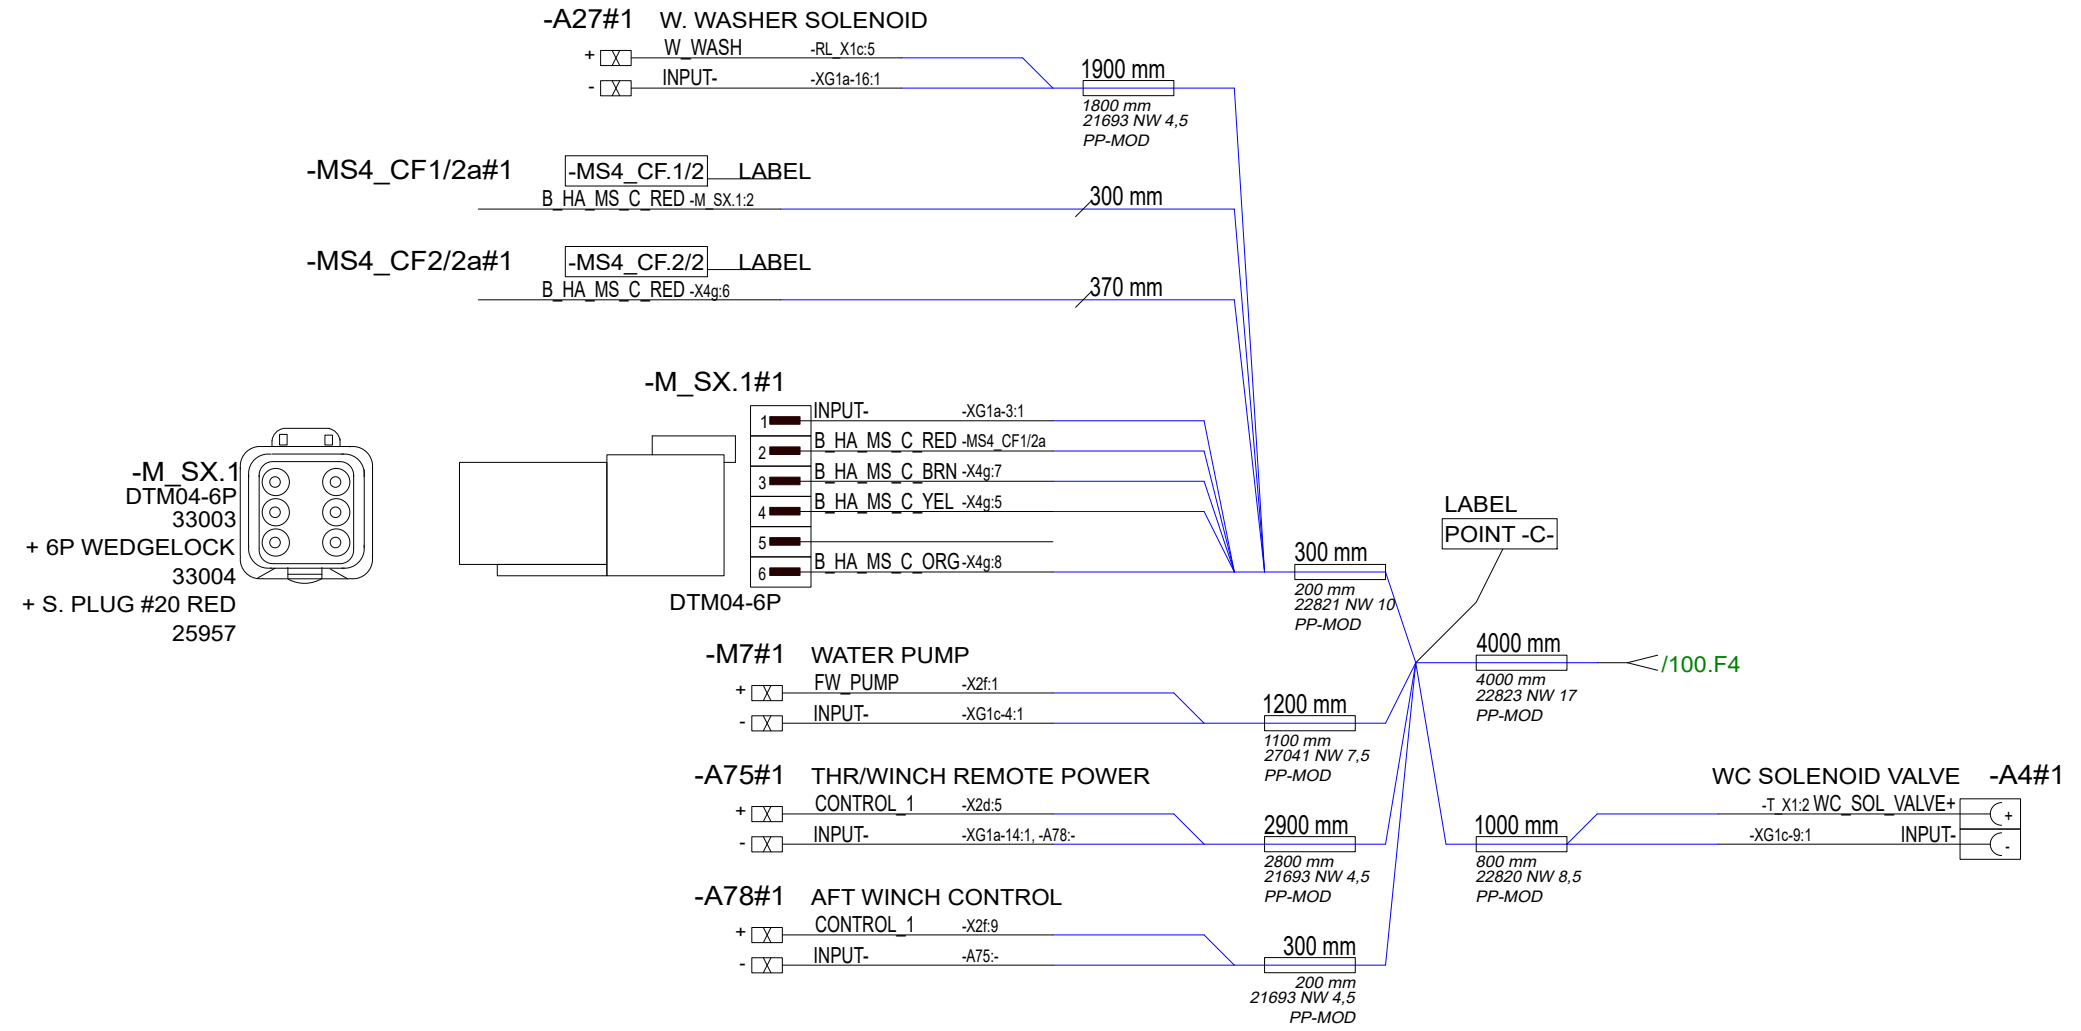 -A27#1 W. WASHER SOLENOID
+ W_WASH -RL_X1c:5
- INPUT- -XG1a-16:1
1900 mm
1800 mm
21693 NW 4,5
PP-MOD
-MS4_CF1/2a#1 -MS4_CF.1/2 LABEL
B_HA_MS_C_RED -M_SX.1:2
300 mm
-MS4_CF2/2a#1 -MS4_CF.2/2 LABEL
B_HA_MS_C_RED -X4g:6
370 mm
-M_SX.1#1
1 INPUT- -XG1a-3:1
2 B_HA_MS_C_RED -MS4_CF1/2a
3 B_HA_MS_C_BRN -X4g:7
4 B_HA_MS_C_YEL -X4g:5
5
6 B_HA_MS_C_ORG -X4g:8
DTM04-6P
-M_SX.1
DTM04-6P
33003
+ 6P WEDGELOCK
33004
+ S. PLUG #20 RED
25957
300 mm
200 mm
22821 NW 10
PP-MOD
LABEL
POINT -C-
4000 mm
4000 mm
22823 NW 17
PP-MOD
/100.F4
-M7#1 WATER PUMP
+ FW_PUMP -X2f:1
- INPUT- -XG1c-4:1
1200 mm
1100 mm
27041 NW 7,5
PP-MOD
-A75#1 THR/WINCH REMOTE POWER
+ CONTROL_1 -X2d:5
- INPUT- -XG1a-14:1, -A78:-
2900 mm
2800 mm
21693 NW 4,5
PP-MOD
WC SOLENOID VALVE -A4#1
-T_X1:2 WC_SOL_VALVE+ +
-XG1c-9:1 INPUT- -
1000 mm
800 mm
22820 NW 8,5
PP-MOD
-A78#1 AFT WINCH CONTROL
+ CONTROL_1 -X2f:9
- INPUT- -A75:-
300 mm
200 mm
21693 NW 4,5
PP-MOD